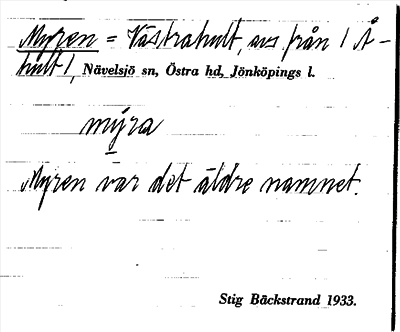 Myren = Västrahult avs från 1 Å-
hult 1, Nävelsjö sn, Östra hd, Jönköpings l.
mýra
Myren var det äldre namnet.
Stig Bäckstrand 1933.